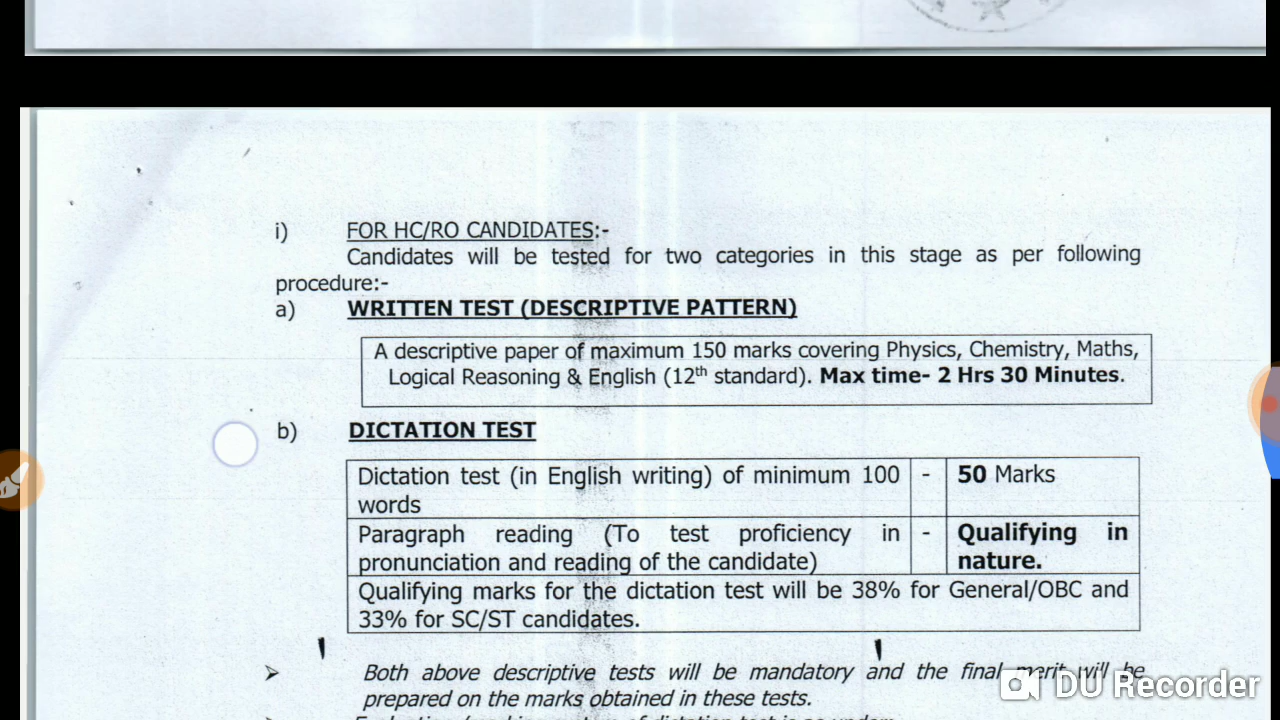 i) FOR HC/RO CANDIDATES:-
Candidates will be tested for two categories in this stage as per following
procedure:-
a) WRITTEN TEST (DESCRIPTIVE PATTERN)
A descriptive paper of maximum 150 marks covering Physics, Chemistry, Maths,
Logical Reasoning & English (12th standard). Max time- 2 Hrs 30 Minutes.
b) DICTATION TEST
Dictation test (in English writing) of minimum 100 - 50 Marks
words
Paragraph reading (To test proficiency in - Qualifying in
pronunciation and reading of the candidate) nature.
Qualifying marks for the dictation test will be 38% for General/OBC and
33% for SC/ST candidates.
➢ Both above descriptive tests will be mandatory and the final merit will be
prepared on the marks obtained in these tests.
DU Recorder